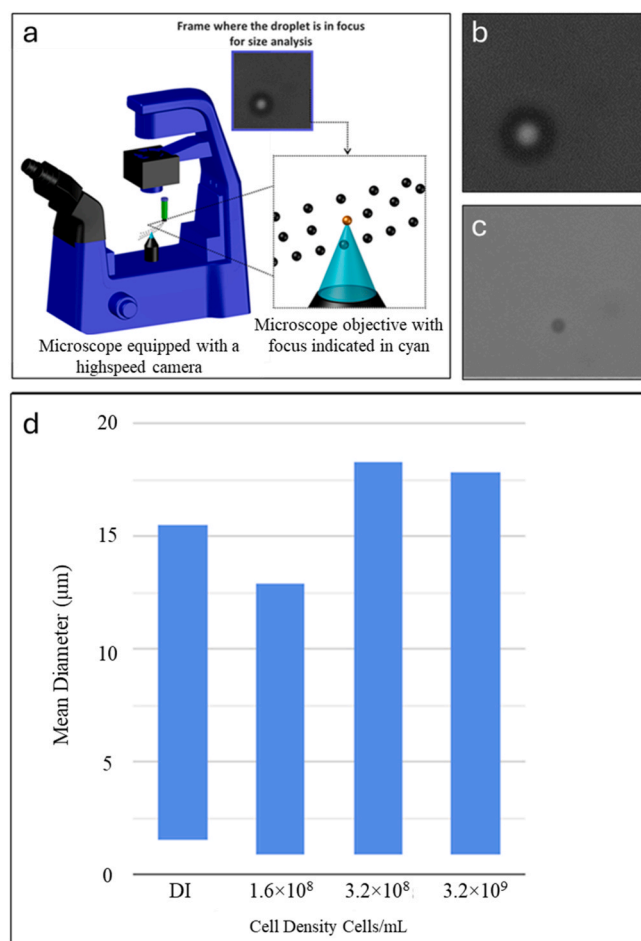 a
Frame where the droplet is in focus
for size analysis
Microscope equipped with a
highspeed camera
Microscope objective with
focus indicated in cyan
b
c
d
20
15
10
5
0
Mean Diameter (μm)
DI 1.6×10⁸ 3.2×10⁸ 3.2×10⁹
Cell Density Cells/mL